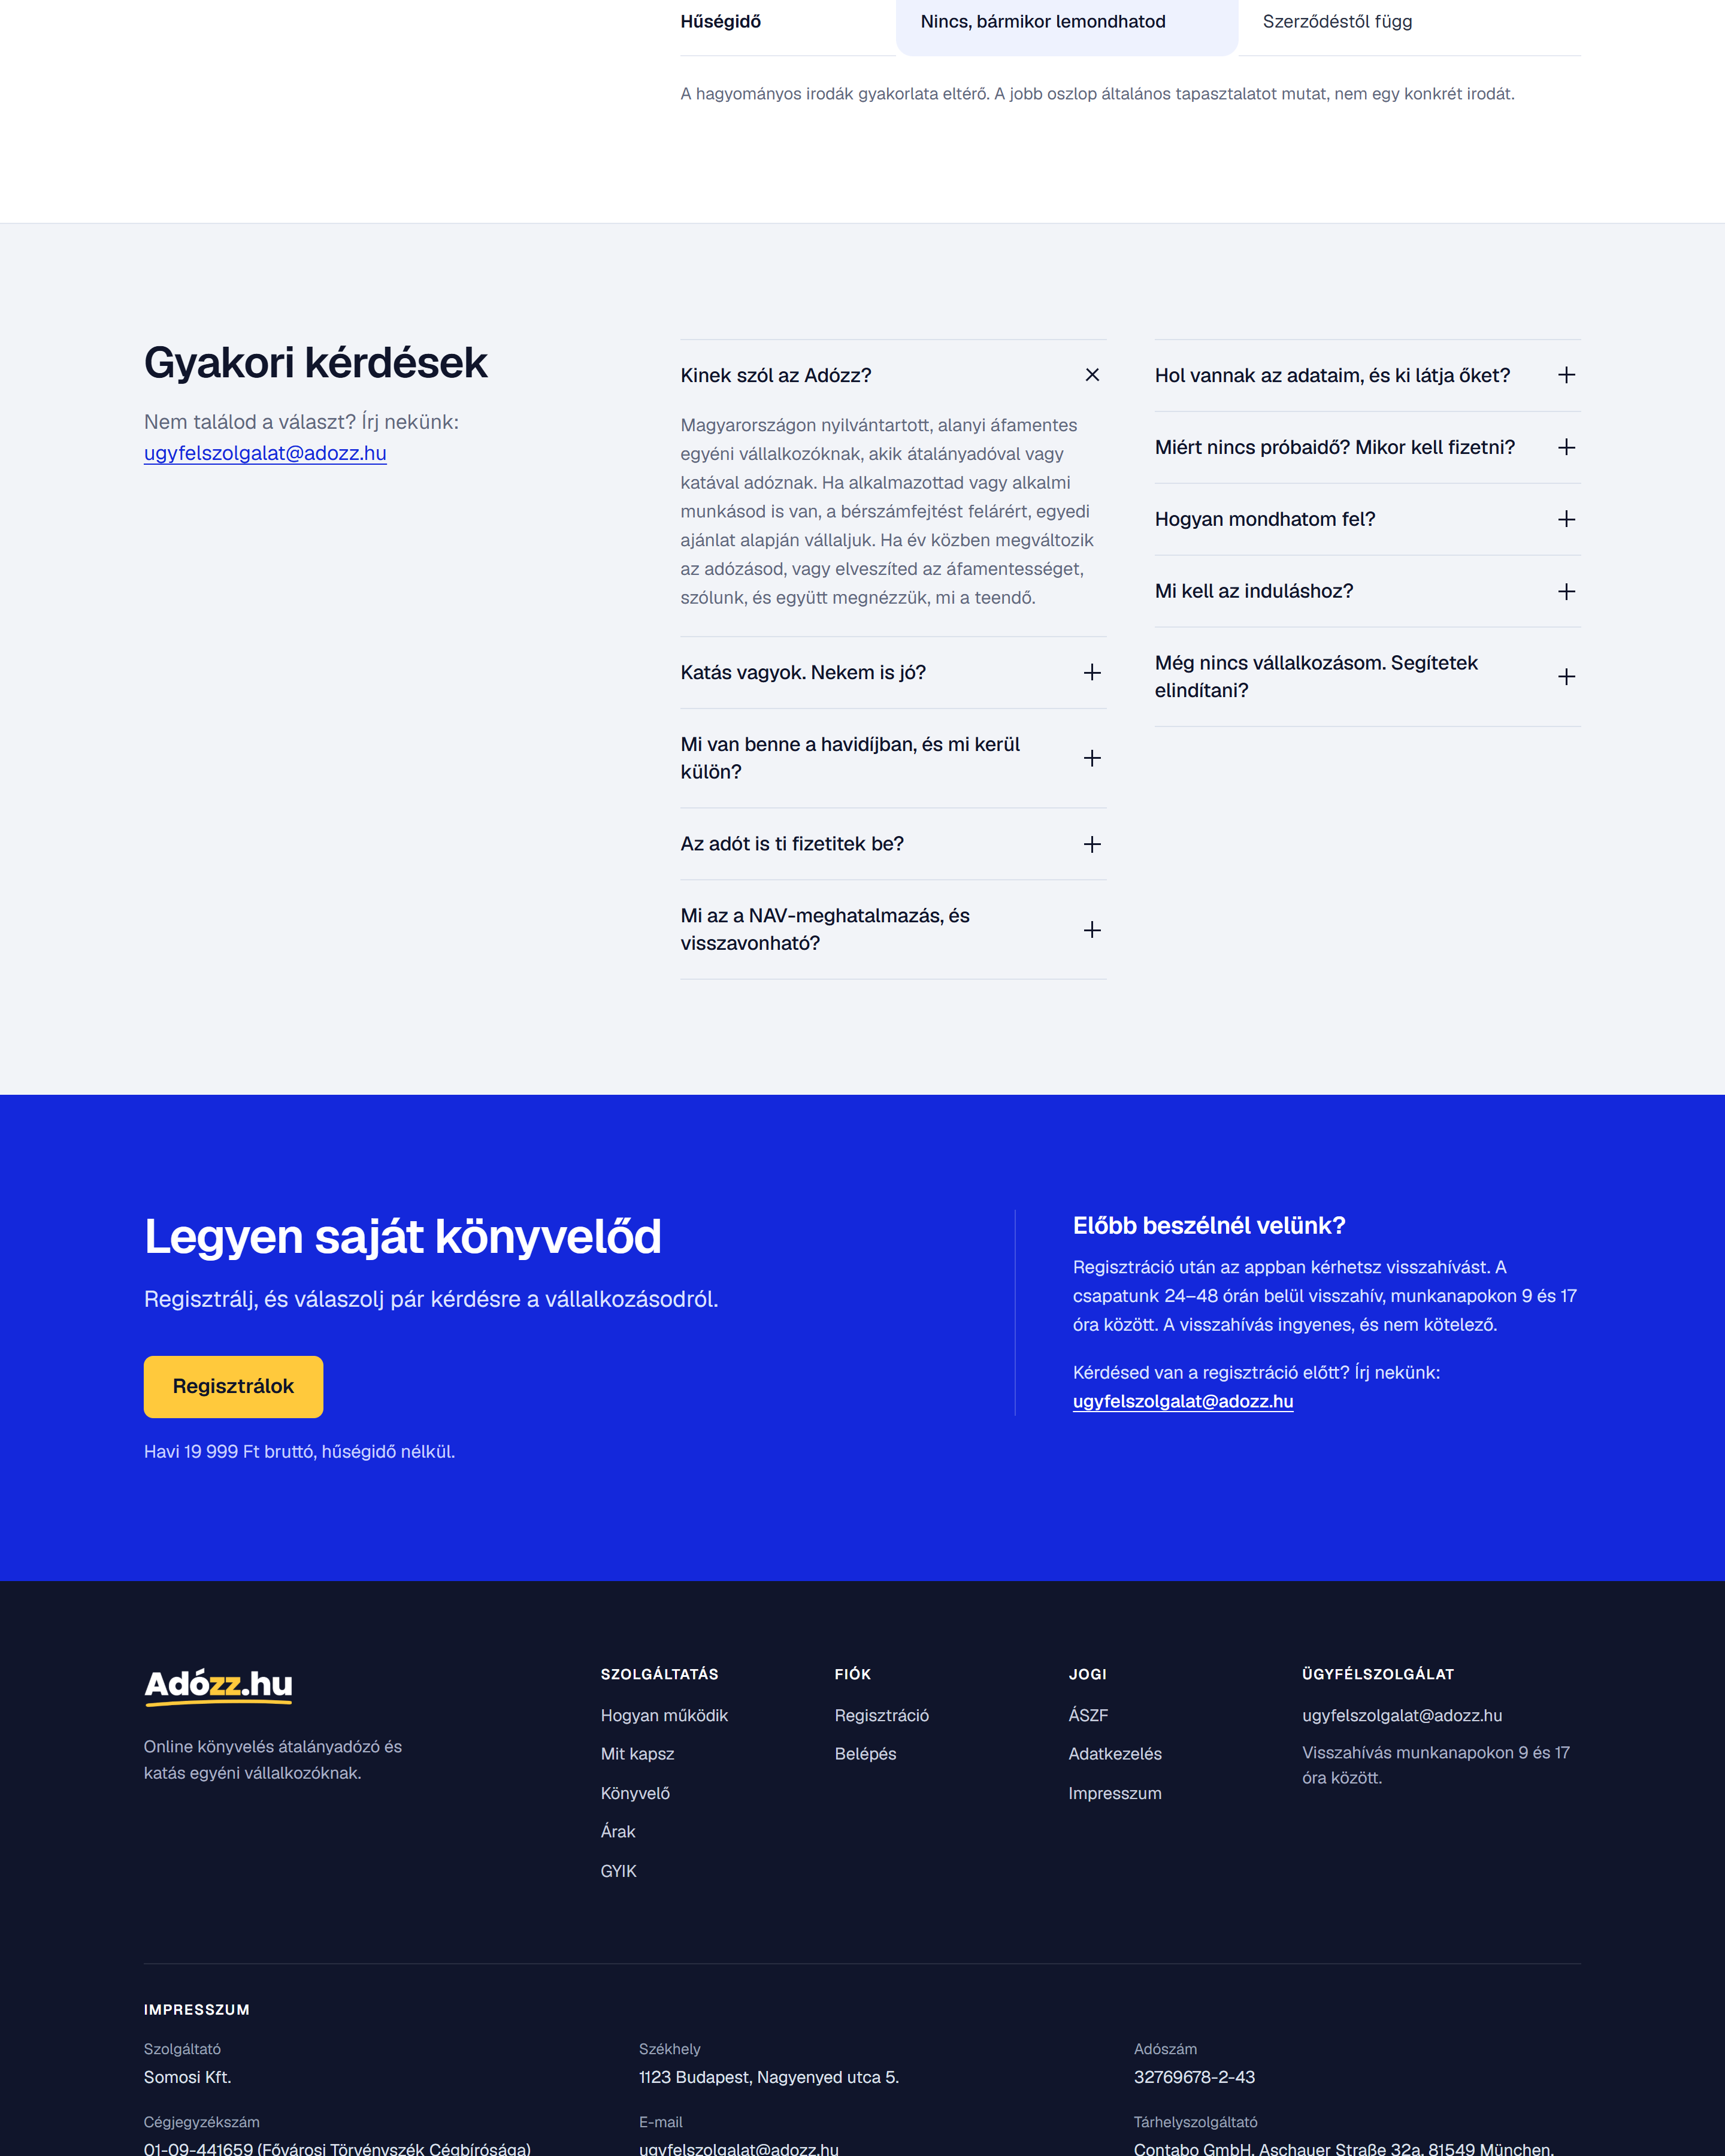 Hűségidő
Nincs, bármikor lemondhatod
Szerződéstől függ
A hagyományos irodák gyakorlata eltérő. A jobb oszlop általános tapasztalatot mutat, nem egy konkrét irodát.
Gyakori kérdések
Nem találod a választ? Írj nekünk:
ugyfelszolgalat@adozz.hu
Kinek szól az Adózz?
Magyarországon nyilvántartott, alanyi áfamentes
egyéni vállalkozóknak, akik átalányadóval vagy
katával adóznak. Ha alkalmazottad vagy alkalmi
munkásod is van, a bérszámfejtést felárért, egyedi
ajánlat alapján vállaljuk. Ha év közben megváltozik
az adózásod, vagy elveszíted az áfamentességet,
szólunk, és együtt megnézzük, mi a teendő.
Katás vagyok. Nekem is jó?
Mi van benne a havidíjban, és mi kerül
külön?
Az adót is ti fizetitek be?
Mi az a NAV-meghatalmazás, és
visszavonható?
Hol vannak az adataim, és ki látja őket?
Miért nincs próbaidő? Mikor kell fizetni?
Hogyan mondhatom fel?
Mi kell az induláshoz?
Még nincs vállalkozásom. Segítetek
elindítani?
Legyen saját könyvelőd
Regisztrálj, és válaszolj pár kérdésre a vállalkozásodról.
Regisztrálok
Havi 19 999 Ft bruttó, hűségidő nélkül.
Előbb beszélnél velünk?
Regisztráció után az appban kérhetsz visszahívást. A
csapatunk 24–48 órán belül visszahív, munkanapokon 9 és 17
óra között. A visszahívás ingyenes, és nem kötelező.
Kérdésed van a regisztráció előtt? Írj nekünk:
ugyfelszolgalat@adozz.hu
Adózz.hu
Online könyvelés átalányadózó és
katás egyéni vállalkozóknak.
SZOLGÁLTATÁS
Hogyan működik
Mit kapsz
Könyvelő
Árak
GYIK
FIÓK
Regisztráció
Belépés
JOGI
ÁSZF
Adatkezelés
Impresszum
ÜGYFÉLSZOLGÁLAT
ugyfelszolgalat@adozz.hu
Visszahívás munkanapokon 9 és 17
óra között.
IMPRESSZUM
Szolgáltató
Somosi Kft.
Székhely
1123 Budapest, Nagyenyed utca 5.
Adószám
32769678-2-43
Cégjegyzékszám
01-09-441659 (Fővárosi Törvényszék Cégbírósága)
E-mail
ugyfelszolgalat@adozz.hu
Tárhelyszolgáltató
Contabo GmbH, Aschauer Straße 32a, 81549 München,